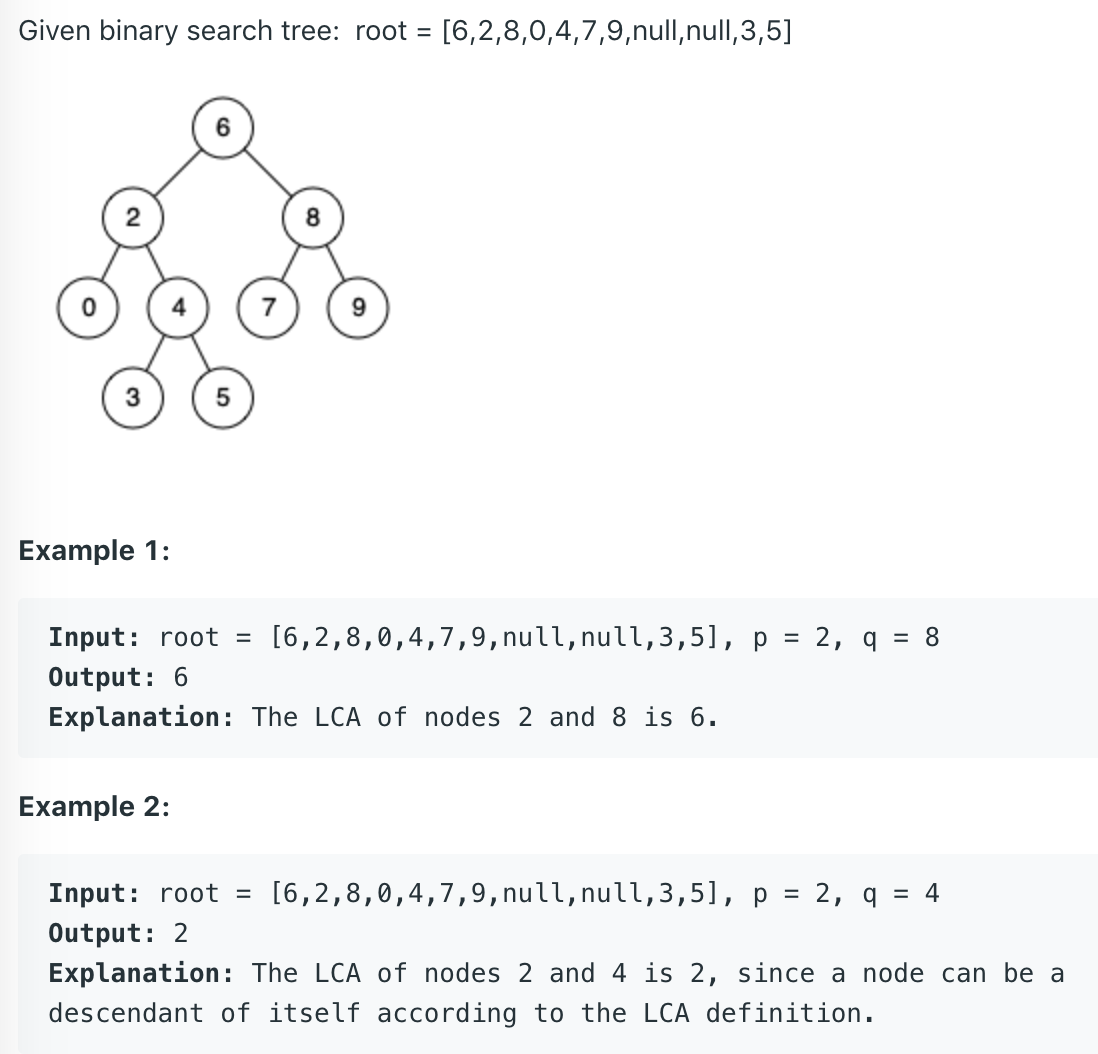 Given binary search tree: root = [6,2,8,0,4,7,9,null,null,3,5]
6
2 8
0 4 7 9
3 5
Example 1:
Input: root = [6,2,8,0,4,7,9,null,null,3,5], p = 2, q = 8
Output: 6
Explanation: The LCA of nodes 2 and 8 is 6.
Example 2:
Input: root = [6,2,8,0,4,7,9,null,null,3,5], p = 2, q = 4
Output: 2
Explanation: The LCA of nodes 2 and 4 is 2, since a node can be a
descendant of itself according to the LCA definition.